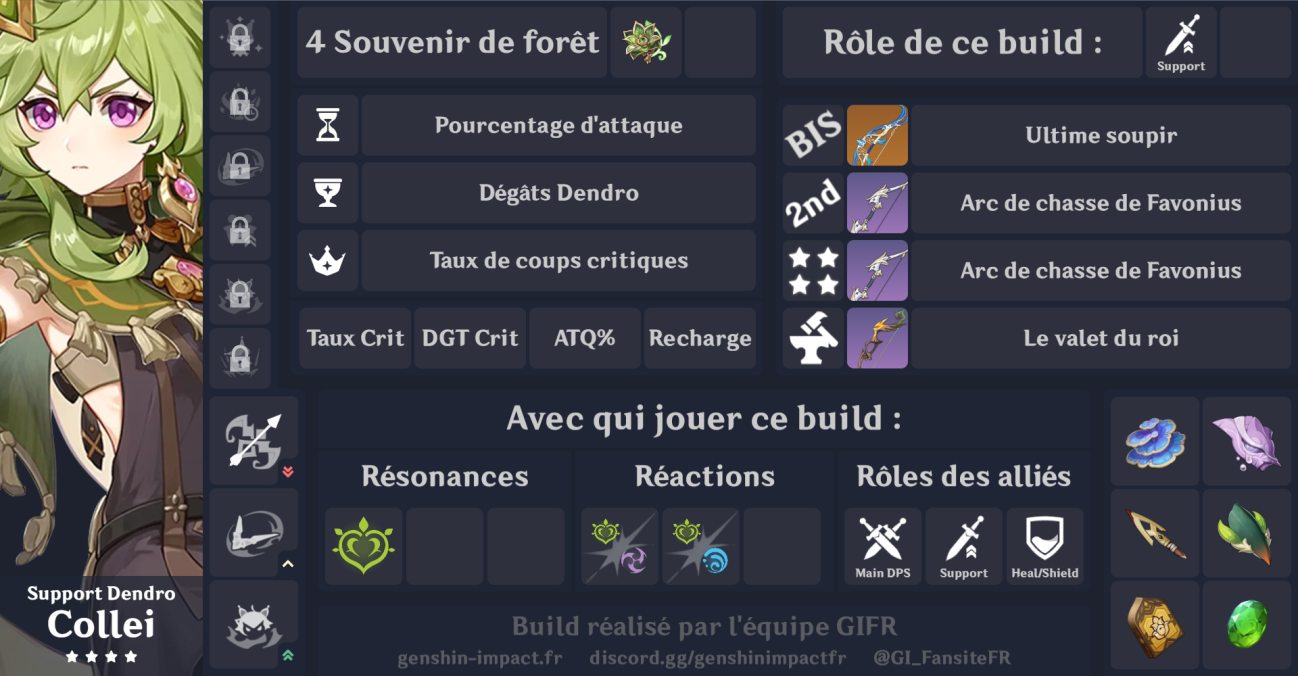 4 Souvenir de forêt
Rôle de ce build :
Support
Pourcentage d'attaque
Dégâts Dendro
Taux de coups critiques
Taux Crit
DGT Crit
ATQ%
Recharge
BIS
Ultime soupir
2nd
Arc de chasse de Favonius
Arc de chasse de Favonius
Le valet du roi
Avec qui jouer ce build :
Résonances
Réactions
Rôles des alliés
Main DPS
Support
Heal/Shield
Support Dendro
Collei
Build réalisé par l'équipe GIFR
genshin-impact.fr discord.gg/genshinimpactfr @GI_FansiteFR